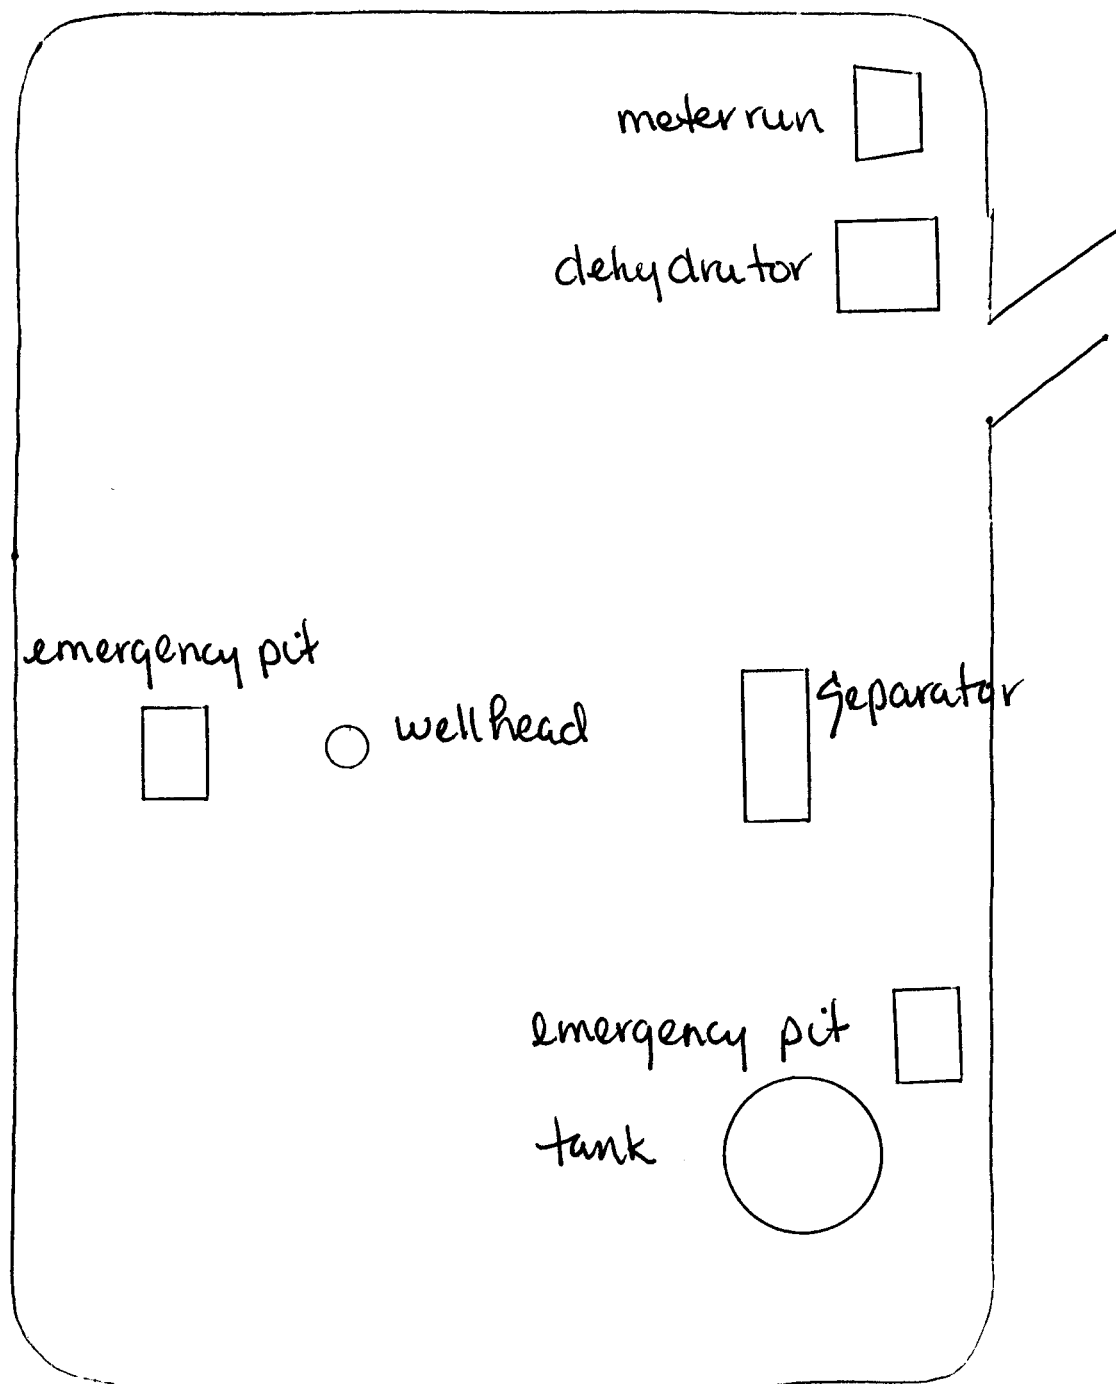 meter run
dehydrator
emergency pit
wellhead
separator
emergency pit
tank